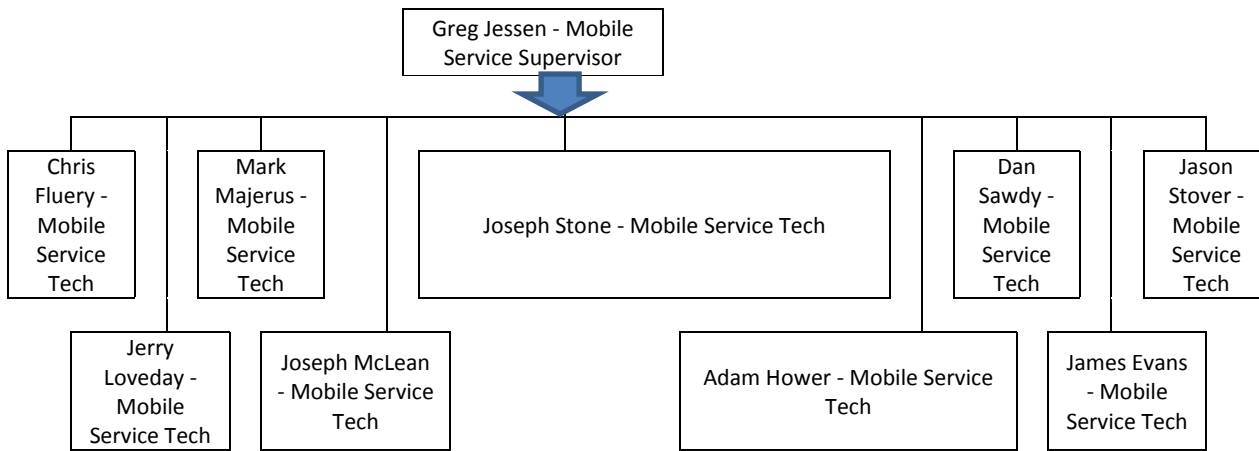 Greg Jessen - Mobile
Service Supervisor
Chris
Fluery -
Mobile
Service
Tech
Mark
Majerus -
Mobile
Service
Tech
Joseph Stone - Mobile Service Tech
Dan
Sawdy -
Mobile
Service
Tech
Jason
Stover -
Mobile
Service
Tech
Jerry
Loveday -
Mobile
Service Tech
Joseph McLean
- Mobile Service
Tech
Adam Hower - Mobile Service
Tech
James Evans
- Mobile
Service Tech